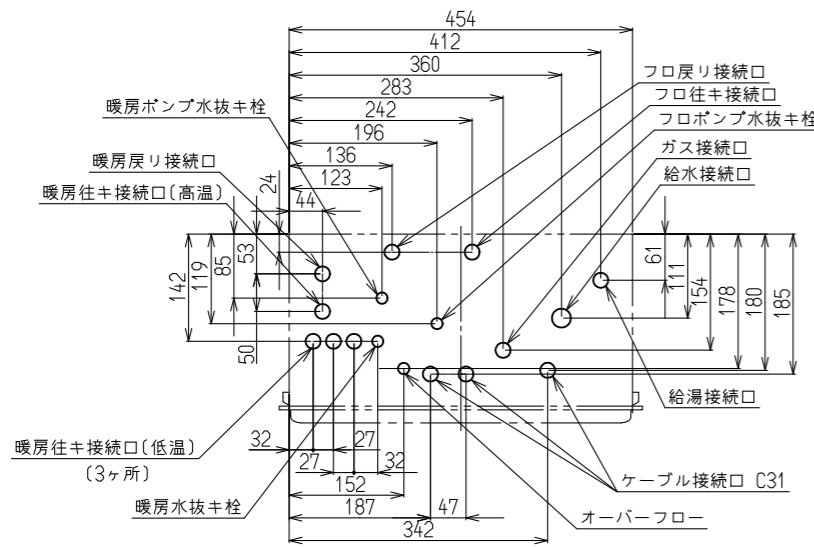 454
412
360
283
242
196
136
123
44
24
フロ戻リ接続口
フロ往キ接続口
フロポンプ水抜キ栓
ガス接続口
給水接続口
暖房ポンプ水抜キ栓
暖房戻リ接続口
暖房往キ接続口(高温)
142
119
85
53
50
61
111
154
178
180
185
給湯接続口
暖房往キ接続口(低温)
(3ヶ所)
32
27
27
32
152
187
47
342
暖房水抜キ栓
ケーブル接続口 C31
オーバーフロー